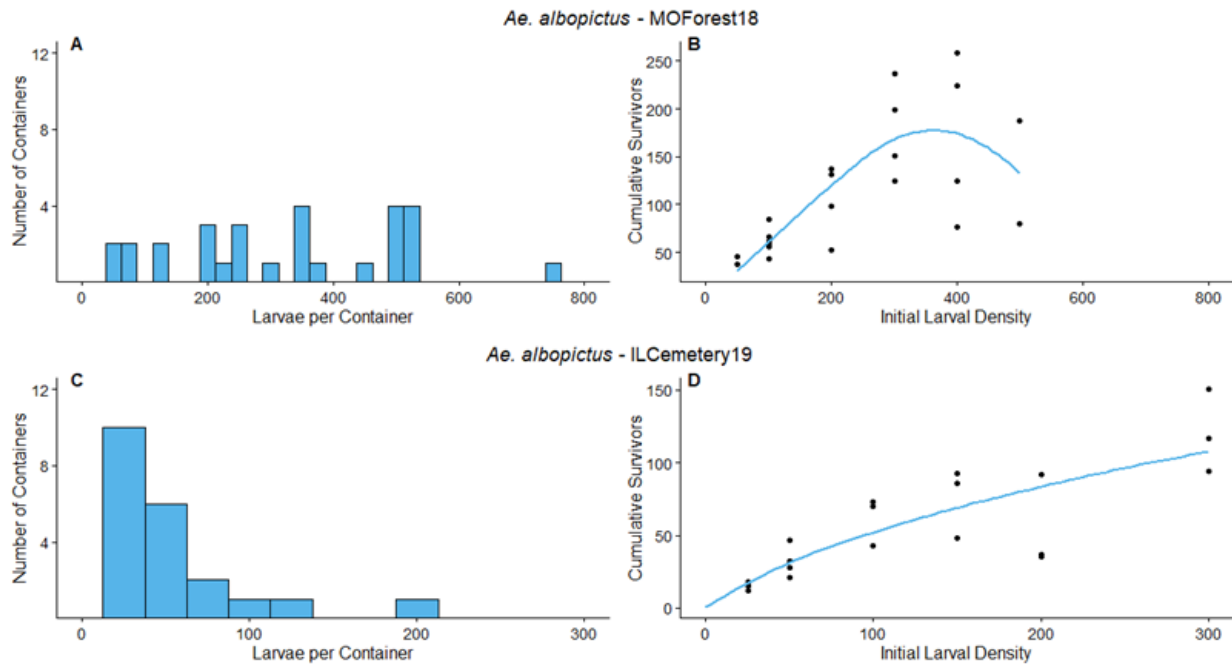 Ae. albopictus - MOForest18
A
12
8
4
Number of Containers
0
200
400
600
800
Larvae per Container
B
250
200
150
100
50
Cumulative Survivors
0
200
400
600
800
Initial Larval Density
Ae. albopictus - ILCemetery19
C
12
8
4
Number of Containers
0
100
200
300
Larvae per Container
D
150
100
50
0
Cumulative Survivors
0
100
200
300
Initial Larval Density